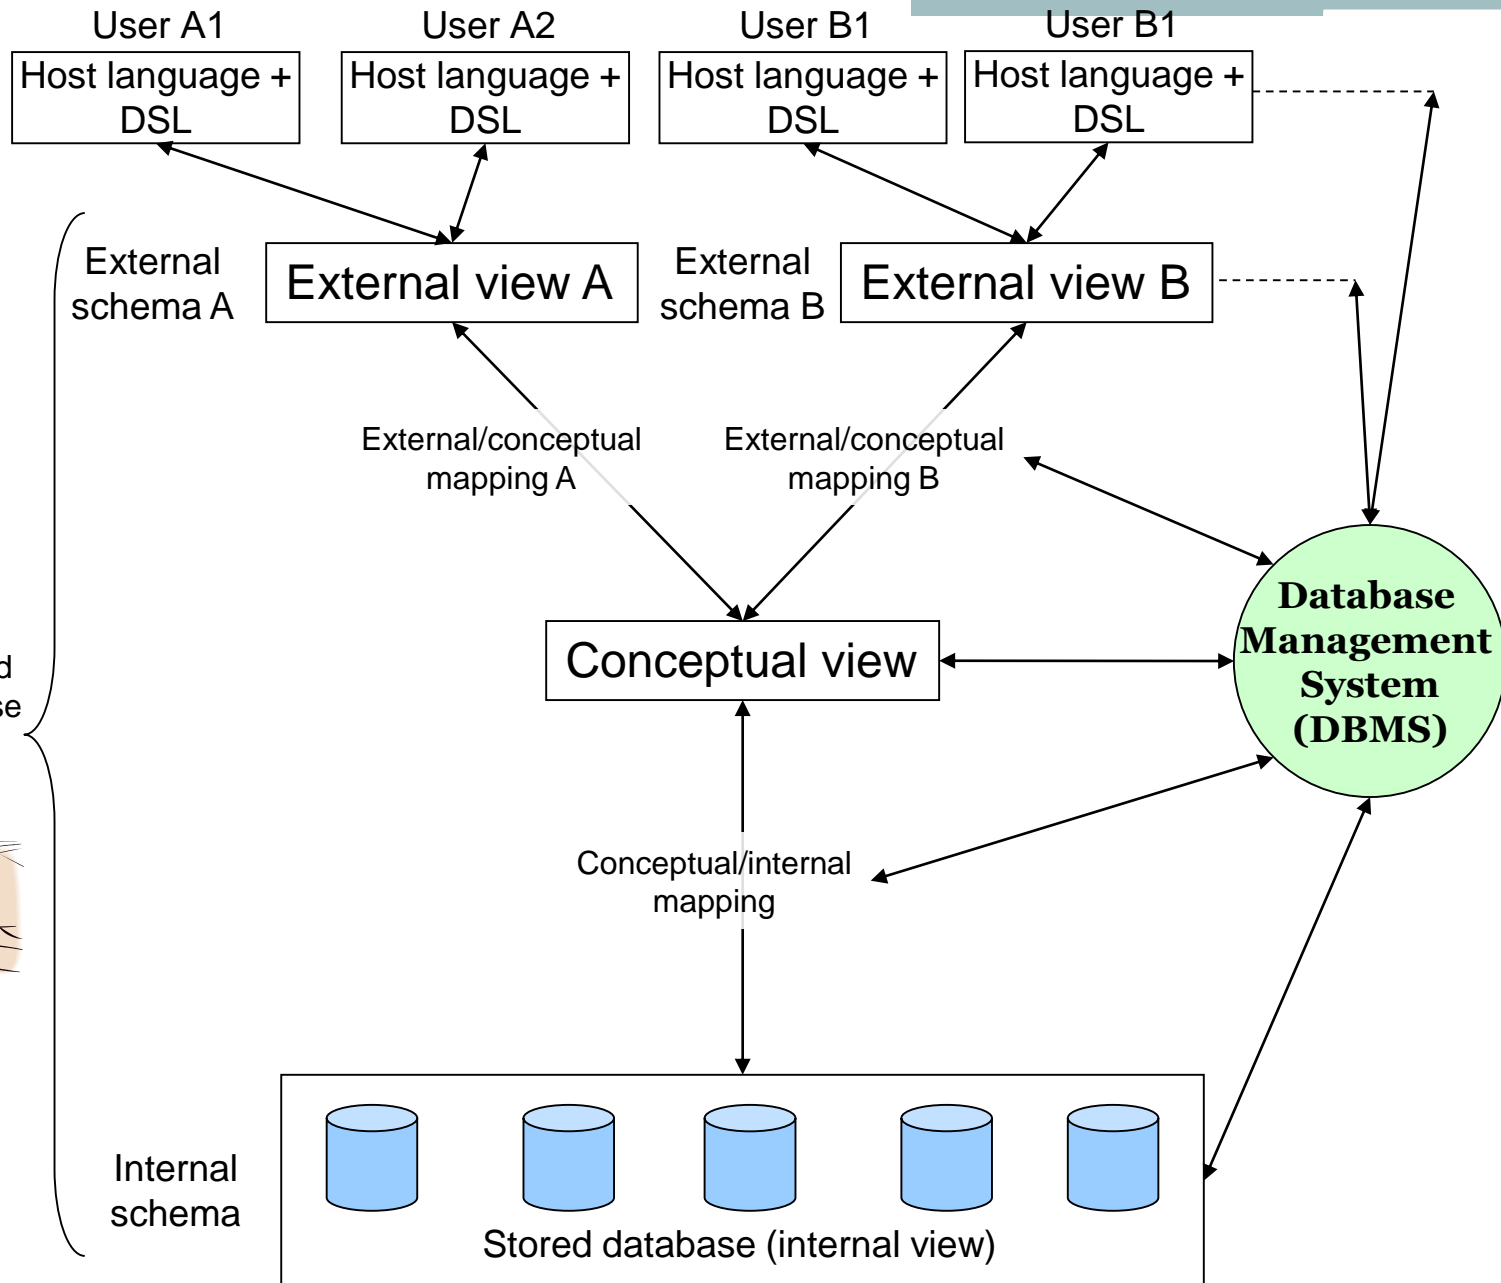 User A1
User A2
User B1
User B1
Host language +
DSL
Host language +
DSL
Host language +
DSL
Host language +
DSL
External
schema A
External view A
External
schema B
External view B
External/conceptual
mapping A
External/conceptual
mapping B
Database
Management
System
(DBMS)
Conceptual view
Conceptual/internal
mapping
Internal
schema
Stored database (internal view)